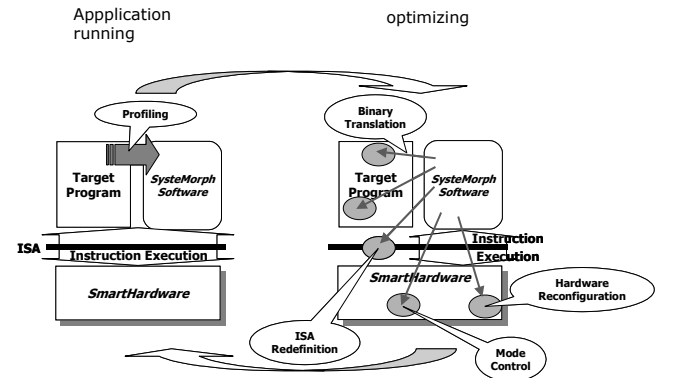 Appplication
running
optimizing
Profiling
Target
Program
SysteMorph
Software
ISA
Instruction Execution
SmartHardware
Binary
Translation
Target
Program
SysteMorph
Software
Instruction
Execution
SmartHardware
Hardware
Reconfiguration
ISA
Redefinition
Mode
Control